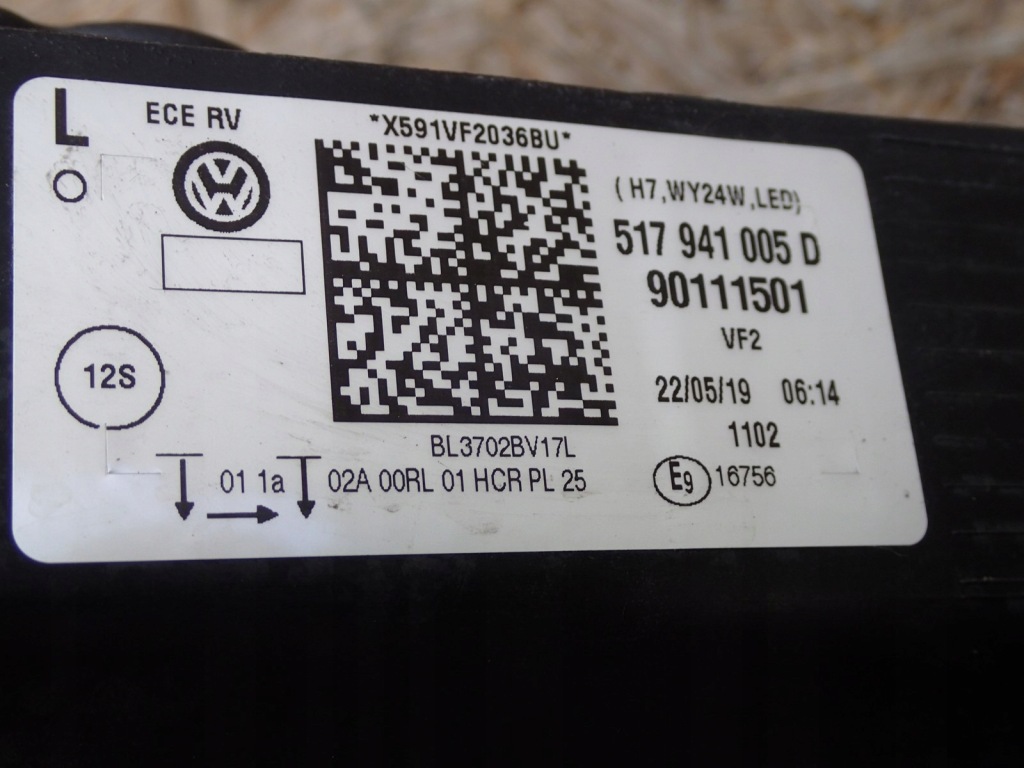 L
ECE RV
*X591VF2036BU*
(H7,WY24W,LED)
517 941 005 D
90111501
VF2
12S
22/05/19 06:14
1102
BL3702BV17L
01 1a 02A 00RL 01 HCR PL 25
E9 16756